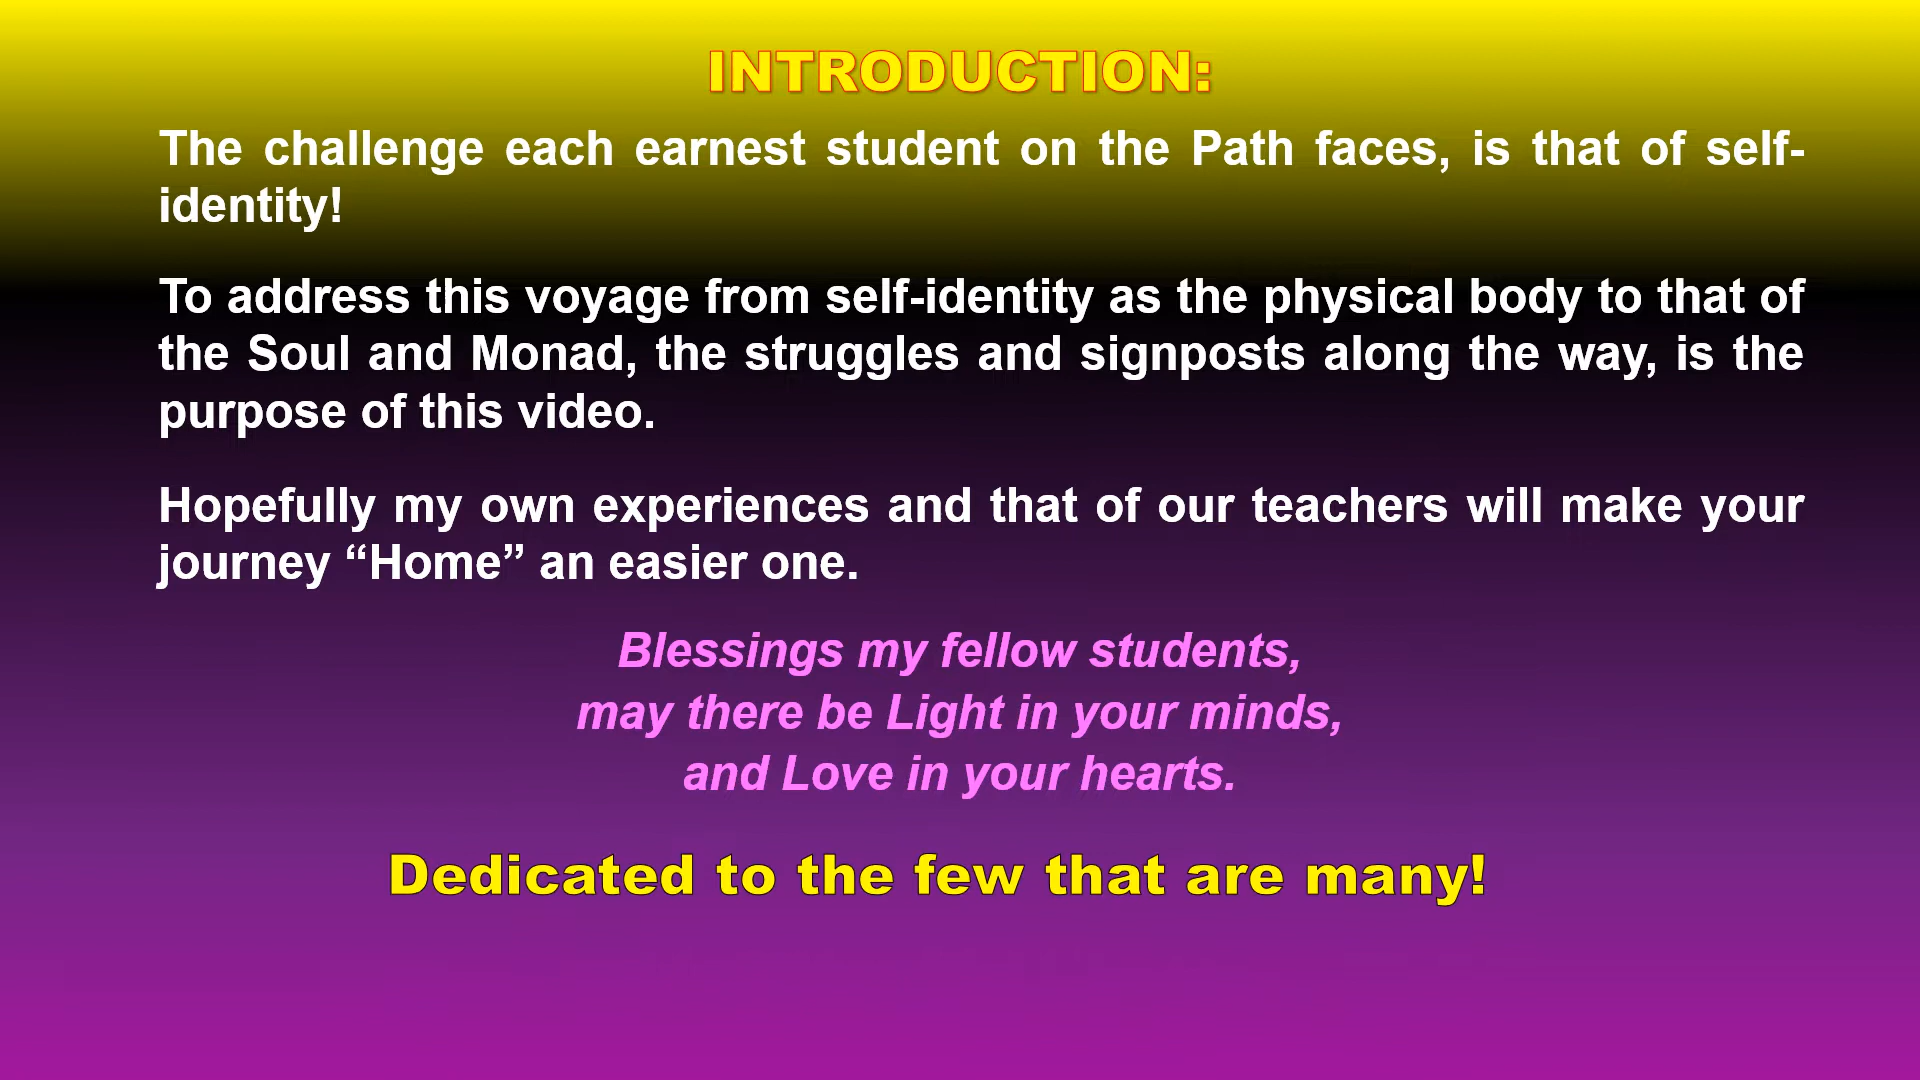 INTRODUCTION:
The challenge each earnest student on the Path faces, is that of self-
identity!
To address this voyage from self-identity as the physical body to that of
the Soul and Monad, the struggles and signposts along the way, is the
purpose of this video.
Hopefully my own experiences and that of our teachers will make your
journey “Home” an easier one.
Blessings my fellow students,
may there be Light in your minds,
and Love in your hearts.
Dedicated to the few that are many!